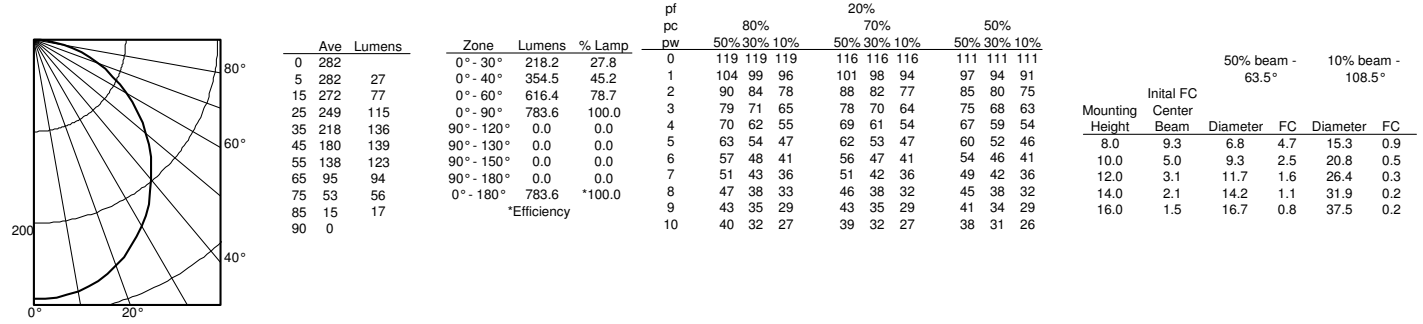 80°
60°
200
40°
0° 20°
Ave Lumens
0 282
5 282 27
15 272 77
25 249 115
35 218 136
45 180 139
55 138 123
65 95 94
75 53 56
85 15 17
90 0
Zone Lumens % Lamp
0° - 30° 218.2 27.8
0° - 40° 354.5 45.2
0° - 60° 616.4 78.7
0° - 90° 783.6 100.0
90° - 120° 0.0 0.0
90° - 130° 0.0 0.0
90° - 150° 0.0 0.0
90° - 180° 0.0 0.0
0° - 180° 783.6 *100.0
*Efficiency
pf 20%
pc 80% 70% 50%
pw 50% 30% 10% 50% 30% 10% 50% 30% 10%
0 119 119 119 116 116 116 111 111 111
1 104 99 96 101 98 94 97 94 91
2 90 84 78 88 82 77 85 80 75
3 79 71 65 78 70 64 75 68 63
4 70 62 55 69 61 54 67 59 54
5 63 54 47 62 53 47 60 52 46
6 57 48 41 56 47 41 54 46 41
7 51 43 36 51 42 36 49 42 36
8 47 38 33 46 38 32 45 38 32
9 43 35 29 43 35 29 41 34 29
10 40 32 27 39 32 27 38 31 26
50% beam - 10% beam -
63.5° 108.5°
Inital FC
Mounting Center
Height Beam Diameter FC Diameter FC
8.0 9.3 6.8 4.7 15.3 0.9
10.0 5.0 9.3 2.5 20.8 0.5
12.0 3.1 11.7 1.6 26.4 0.3
14.0 2.1 14.2 1.1 31.9 0.2
16.0 1.5 16.7 0.8 37.5 0.2